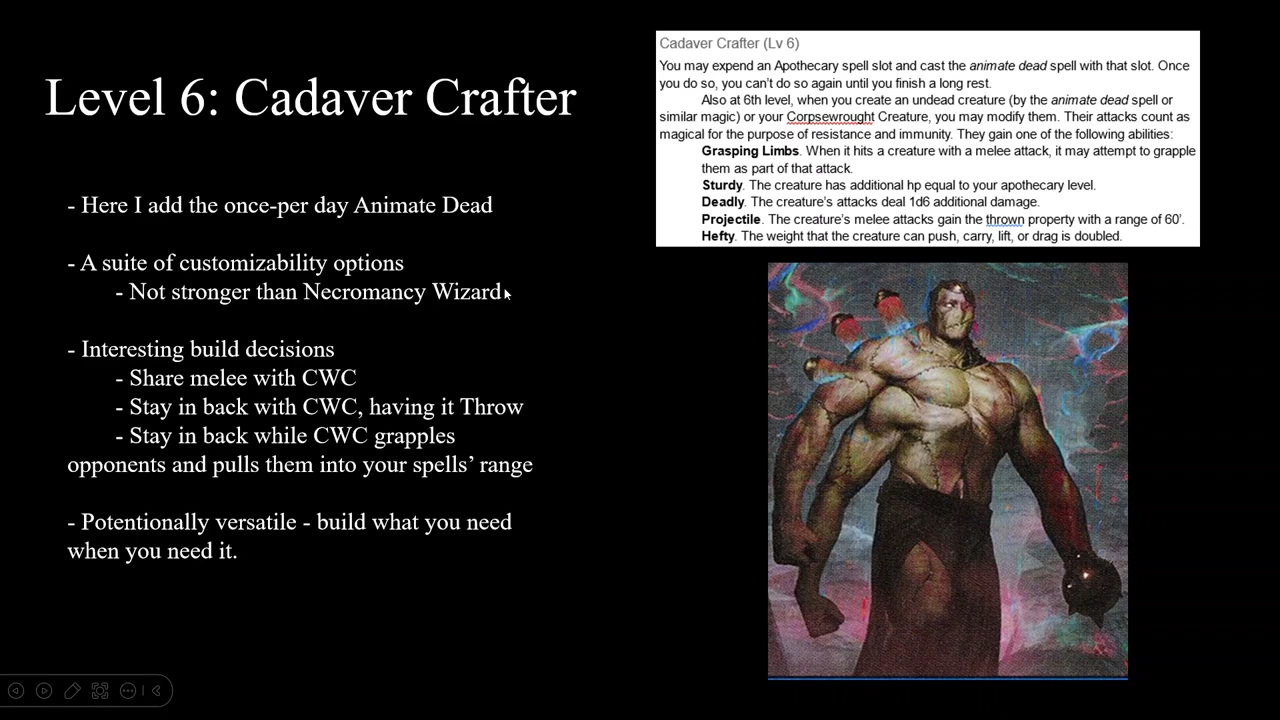 Level 6: Cadaver Crafter
- Here I add the once-per day Animate Dead
- A suite of customizability options
- Not stronger than Necromancy Wizard
- Interesting build decisions
- Share melee with CWC
- Stay in back with CWC, having it Throw
- Stay in back while CWC grapples
opponents and pulls them into your spells’ range
- Potentially versatile - build what you need
when you need it.
Cadaver Crafter (Lv 6)
You may expend an Apothecary spell slot and cast the animate dead spell with that slot. Once
you do so, you can’t do so again until you finish a long rest.
Also at 6th level, when you create an undead creature (by the animate dead spell or
similar magic) or your Corpsewrought Creature, you may modify them. Their attacks count as
magical for the purpose of resistance and immunity. They gain one of the following abilities:
Grasping Limbs. When it hits a creature with a melee attack, it may attempt to grapple
them as part of that attack.
Sturdy. The creature has additional hp equal to your apothecary level.
Deadly. The creature’s attacks deal 1d6 additional damage.
Projectile. The creature’s melee attacks gain the thrown property with a range of 60’.
Hefty. The weight that the creature can push, carry, lift, or drag is doubled.